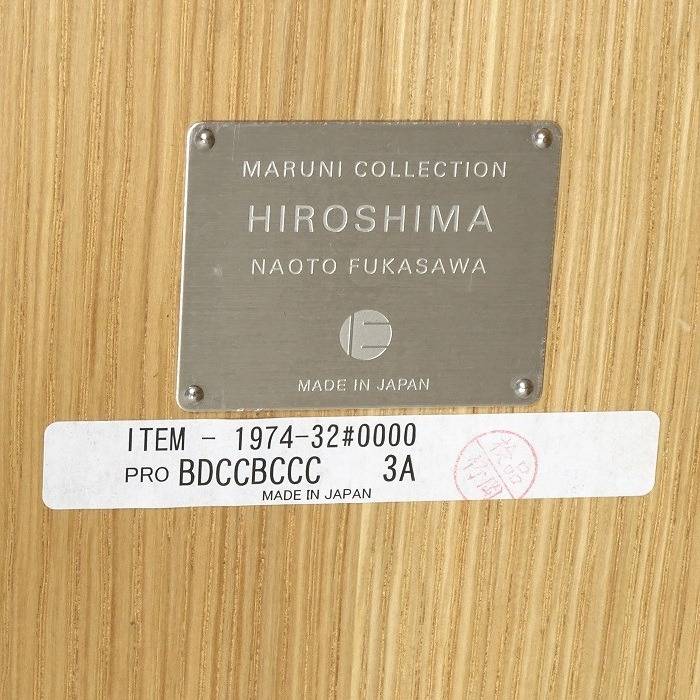 MARUNI COLLECTION
HIROSHIMA
NAOTO FUKASAWA
MADE IN JAPAN
ITEM - 1974-32#0000
PRO BDCCBCCC 3A
MADE IN JAPAN